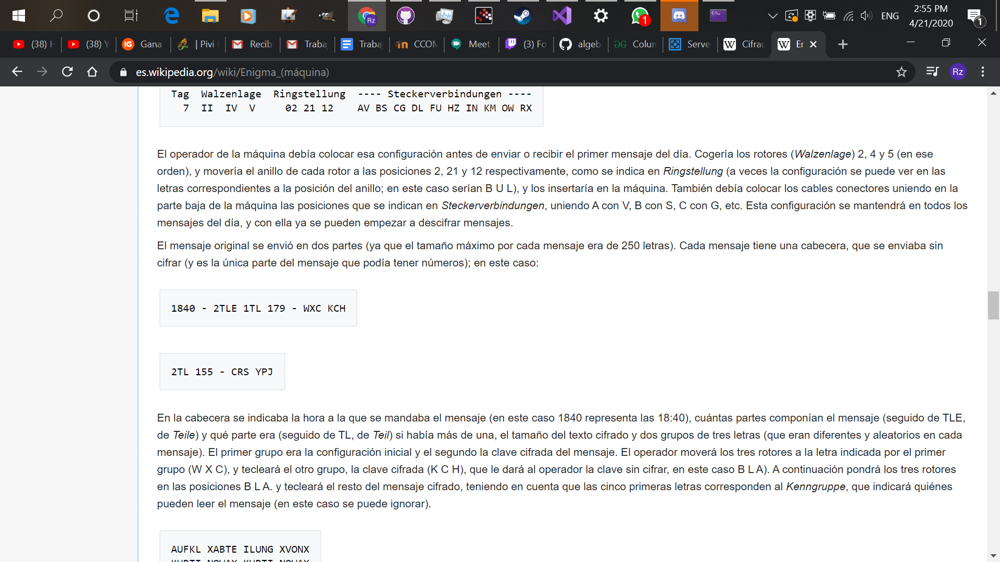 ENG
2:55 PM
4/21/2020
1
1
Rz
(38) H
(38) Y
IG Gana
| Pivi
Recib
Traba
Traba
CCOM
Meet
(3) Fo
algeb
Colun
Serve
W Cifrac
W Er
es.wikipedia.org/wiki/Enigma_(máquina)
Rz
Tag Walzenlage Ringstellung ---- Steckerverbindungen ----
7 II IV V 02 21 12 AV BS CG DL FU HZ IN KM OW RX
El operador de la máquina debía colocar esa configuración antes de enviar o recibir el primer mensaje del día. Cogería los rotores (Walzenlage) 2, 4 y 5 (en ese
orden), y movería el anillo de cada rotor a las posiciones 2, 21 y 12 respectivamente, como se indica en Ringstellung (a veces la configuración se puede ver en las
letras correspondientes a la posición del anillo; en este caso serían B U L), y los insertaría en la máquina. También debía colocar los cables conectores uniendo en la
parte baja de la máquina las posiciones que se indican en Steckerverbindungen, uniendo A con V, B con S, C con G, etc. Esta configuración se mantendrá en todos los
mensajes del día, y con ella ya se pueden empezar a descifrar mensajes.
El mensaje original se envió en dos partes (ya que el tamaño máximo por cada mensaje era de 250 letras). Cada mensaje tiene una cabecera, que se enviaba sin
cifrar (y es la única parte del mensaje que podía tener números); en este caso:
1840 - 2TLE 1TL 179 - WXC KCH
2TL 155 - CRS YPJ
En la cabecera se indicaba la hora a la que se mandaba el mensaje (en este caso 1840 representa las 18:40), cuántas partes componían el mensaje (seguido de TLE,
de Teile) y qué parte era (seguido de TL, de Teil) si había más de una, el tamaño del texto cifrado y dos grupos de tres letras (que eran diferentes y aleatorios en cada
mensaje). El primer grupo era la configuración inicial y el segundo la clave cifrada del mensaje. El operador moverá los tres rotores a la letra indicada por el primer
grupo (W X C), y tecleará el otro grupo, la clave cifrada (K C H), que le dará al operador la clave sin cifrar, en este caso B L A). A continuación pondrá los tres rotores
en las posiciones B L A. y tecleará el resto del mensaje cifrado, teniendo en cuenta que las cinco primeras letras corresponden al Kenngruppe, que indicará quiénes
pueden leer el mensaje (en este caso se puede ignorar).
AUFKL XABTE ILUNG XVONX
KURTI NOWAX KURTI NOWAX